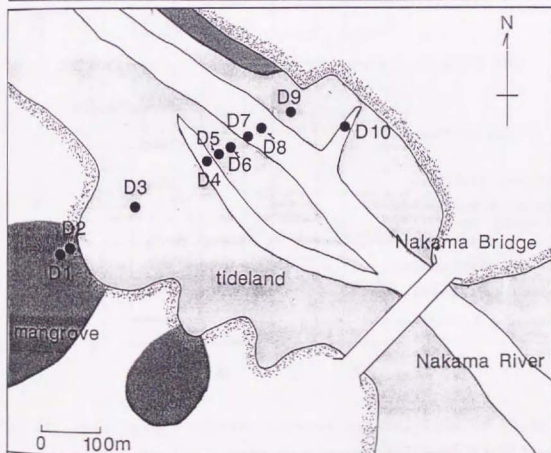 N
D9
D7
D10
D5
D8
D6
D4
D3
D2
D1
Nakama Bridge
tideland
mangrove
Nakama River
0 100m